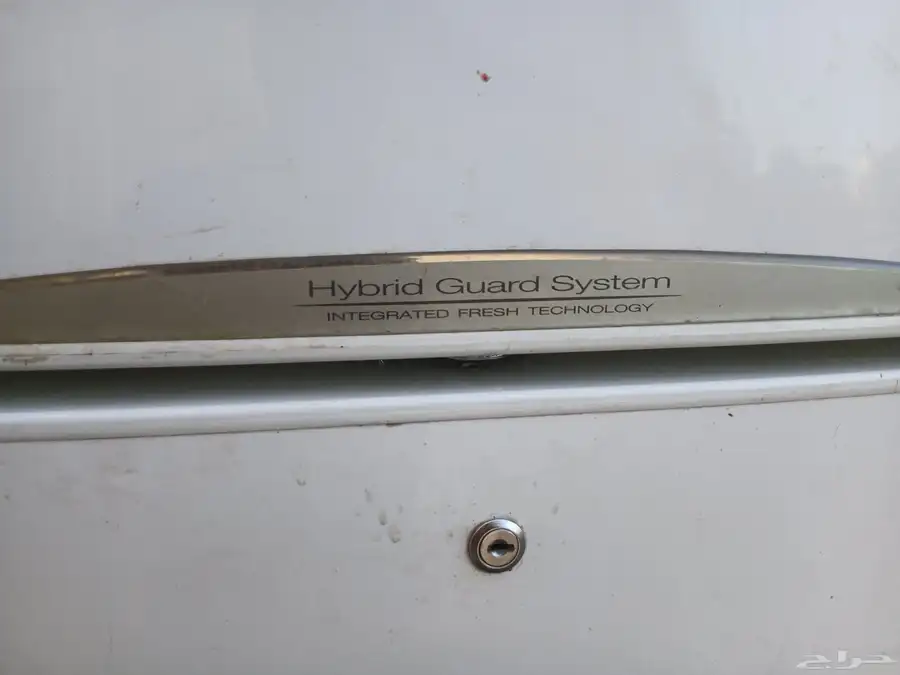 Hybrid Guard System
INTEGRATED FRESH TECHNOLOGY
حراج